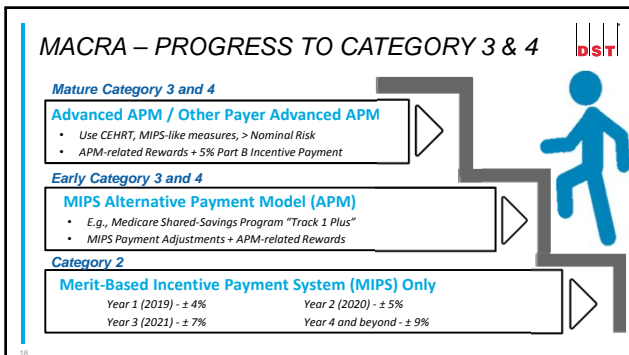 MACRA – PROGRESS TO CATEGORY 3 & 4
DST
Mature Category 3 and 4
Advanced APM / Other Payer Advanced APM
• Use CEHRT, MIPS-like measures, > Nominal Risk
• APM-related Rewards + 5% Part B Incentive Payment
Early Category 3 and 4
MIPS Alternative Payment Model (APM)
• E.g., Medicare Shared-Savings Program “Track 1 Plus”
• MIPS Payment Adjustments + APM-related Rewards
Category 2
Merit-Based Incentive Payment System (MIPS) Only
Year 1 (2019) - ± 4% Year 2 (2020) - ± 5%
Year 3 (2021) - ± 7% Year 4 and beyond - ± 9%
18